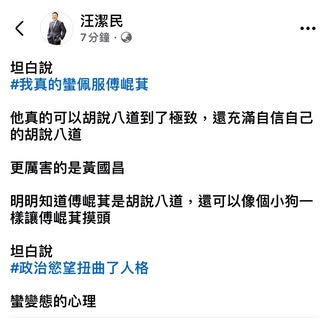 汪潔民
7分鐘·
坦白說
#我真的蠻佩服傅崐萁
他真的可以胡說八道到了極致，還充滿自信自己
的胡說八道
更厲害的是黃國昌
明明知道傅崐萁是胡說八道，還可以像個小狗一
樣讓傅崐萁摸頭
坦白說
#政治慾望扭曲了人格
蠻變態的心理